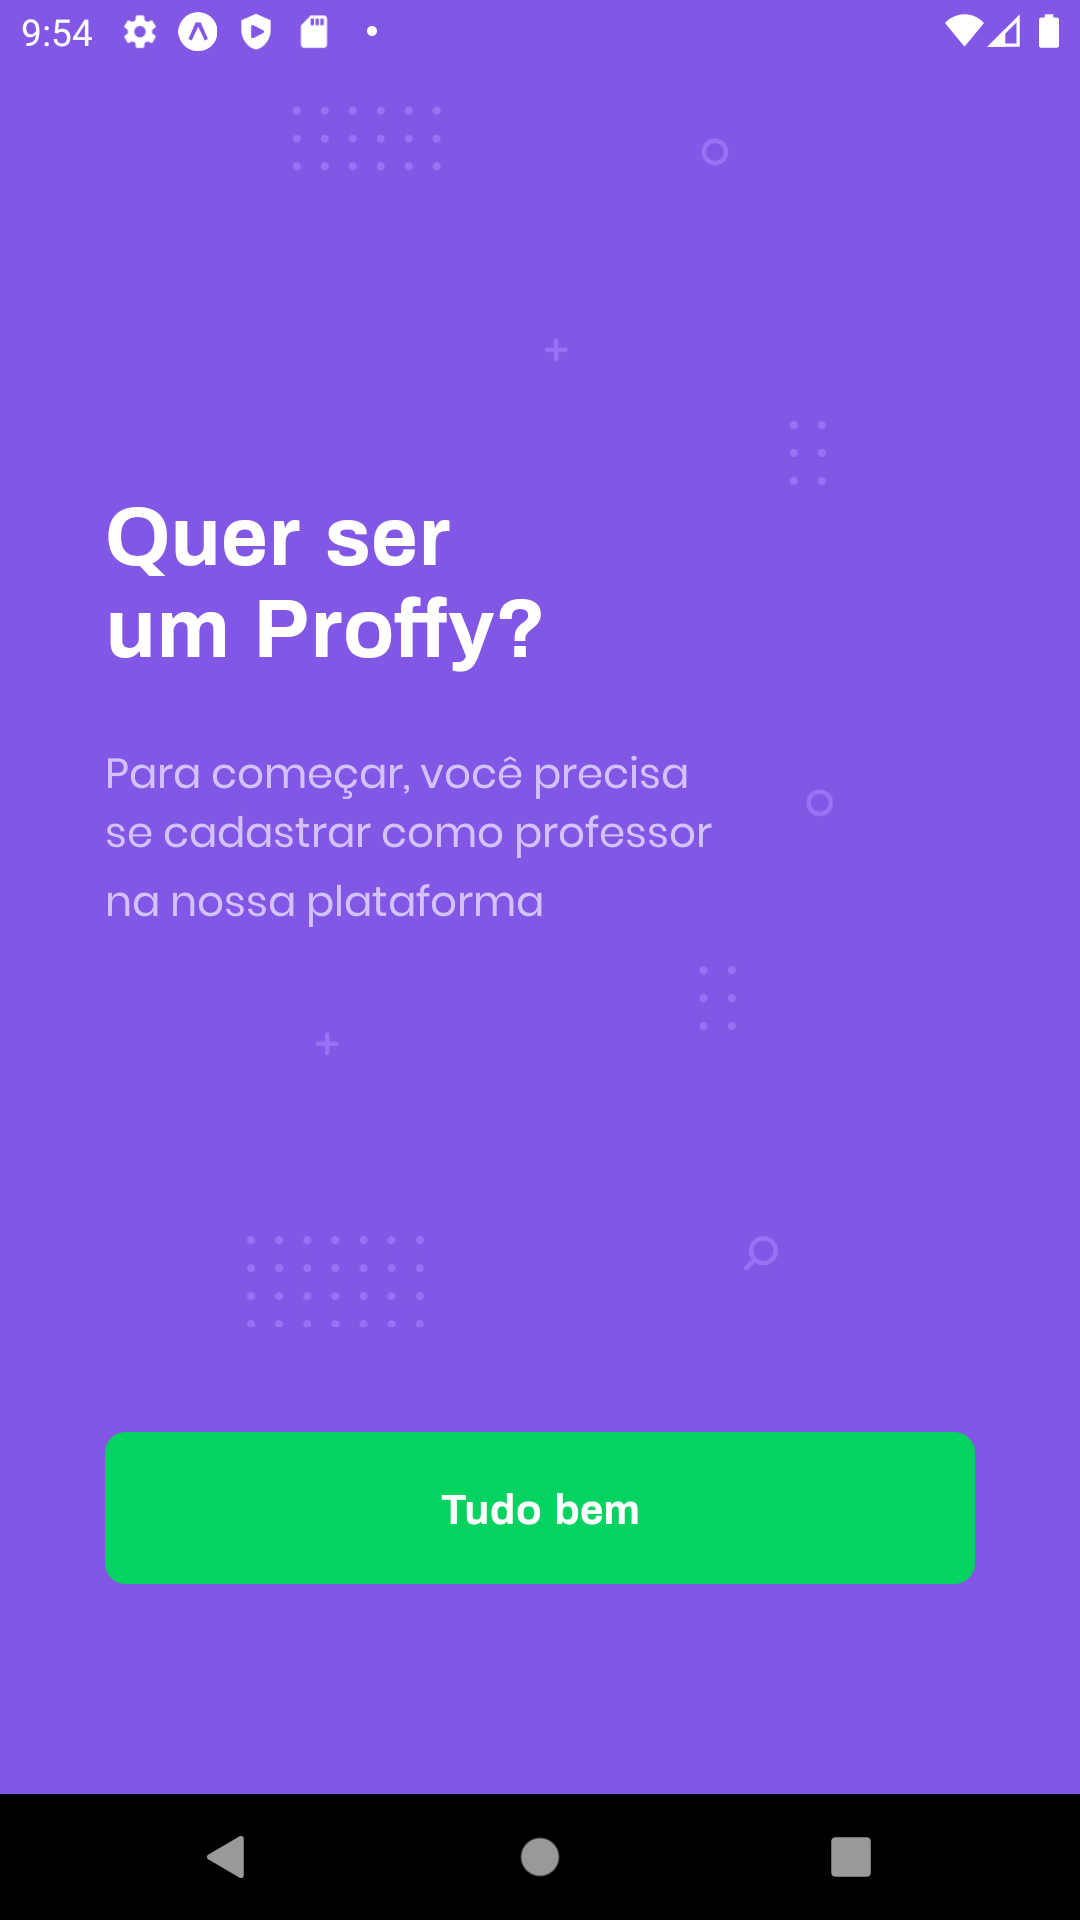 9:54
Quer ser
um Proffy?
Para começar, você precisa
se cadastrar como professor
na nossa plataforma
Tudo bem